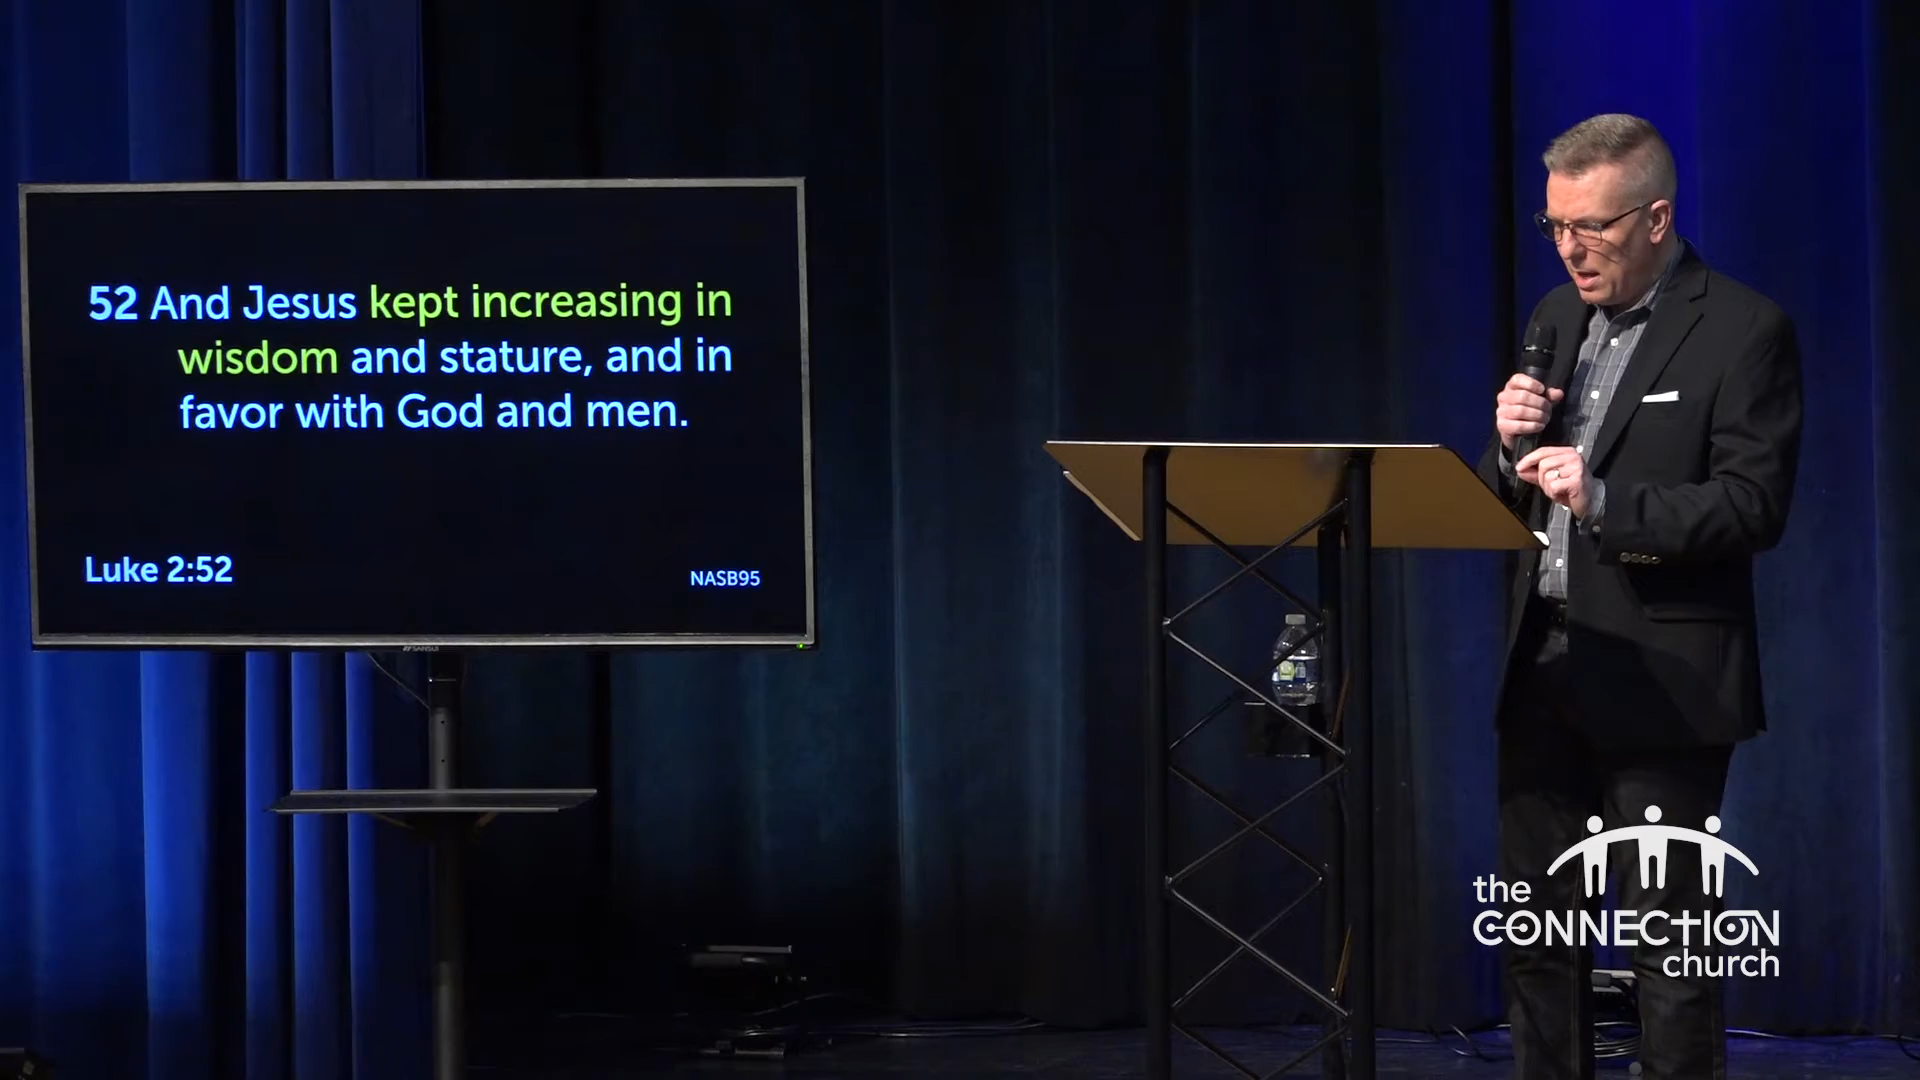 52 And Jesus kept increasing in
wisdom and stature, and in
favor with God and men.
Luke 2:52
NASB95
SANSUI
the
CONNECTION
church